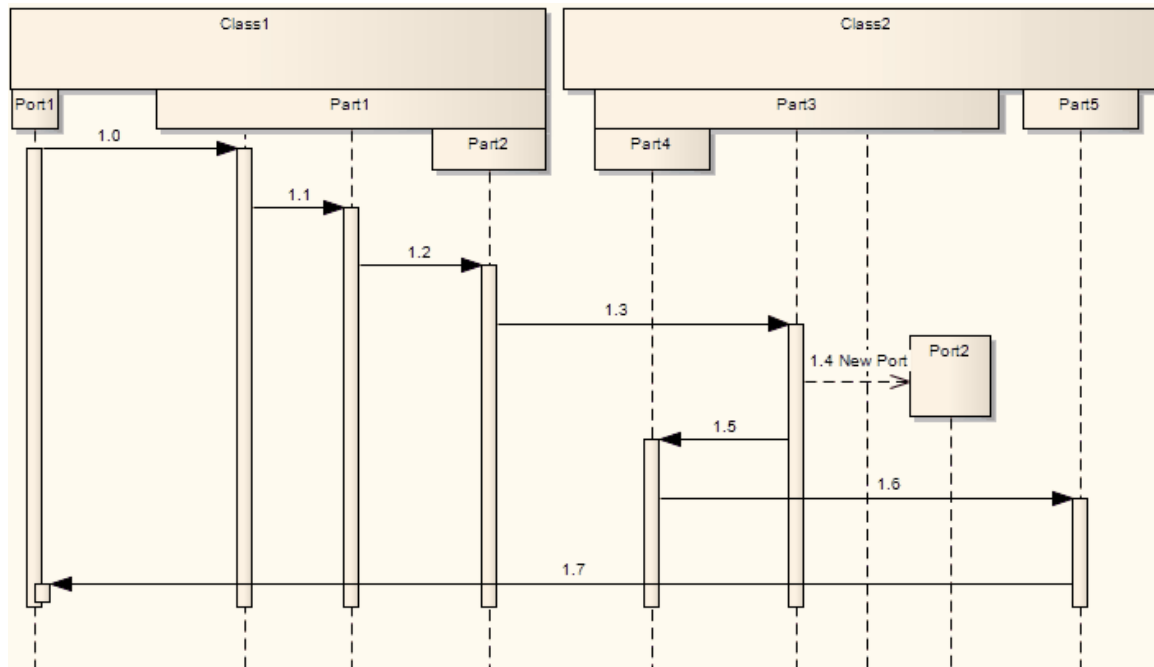 Class1
Class2
Port1
Part1
Part3
Part5
Part2
Part4
1.0
1.1
1.2
1.3
Port2
1.4 New Port
1.5
1.6
1.7